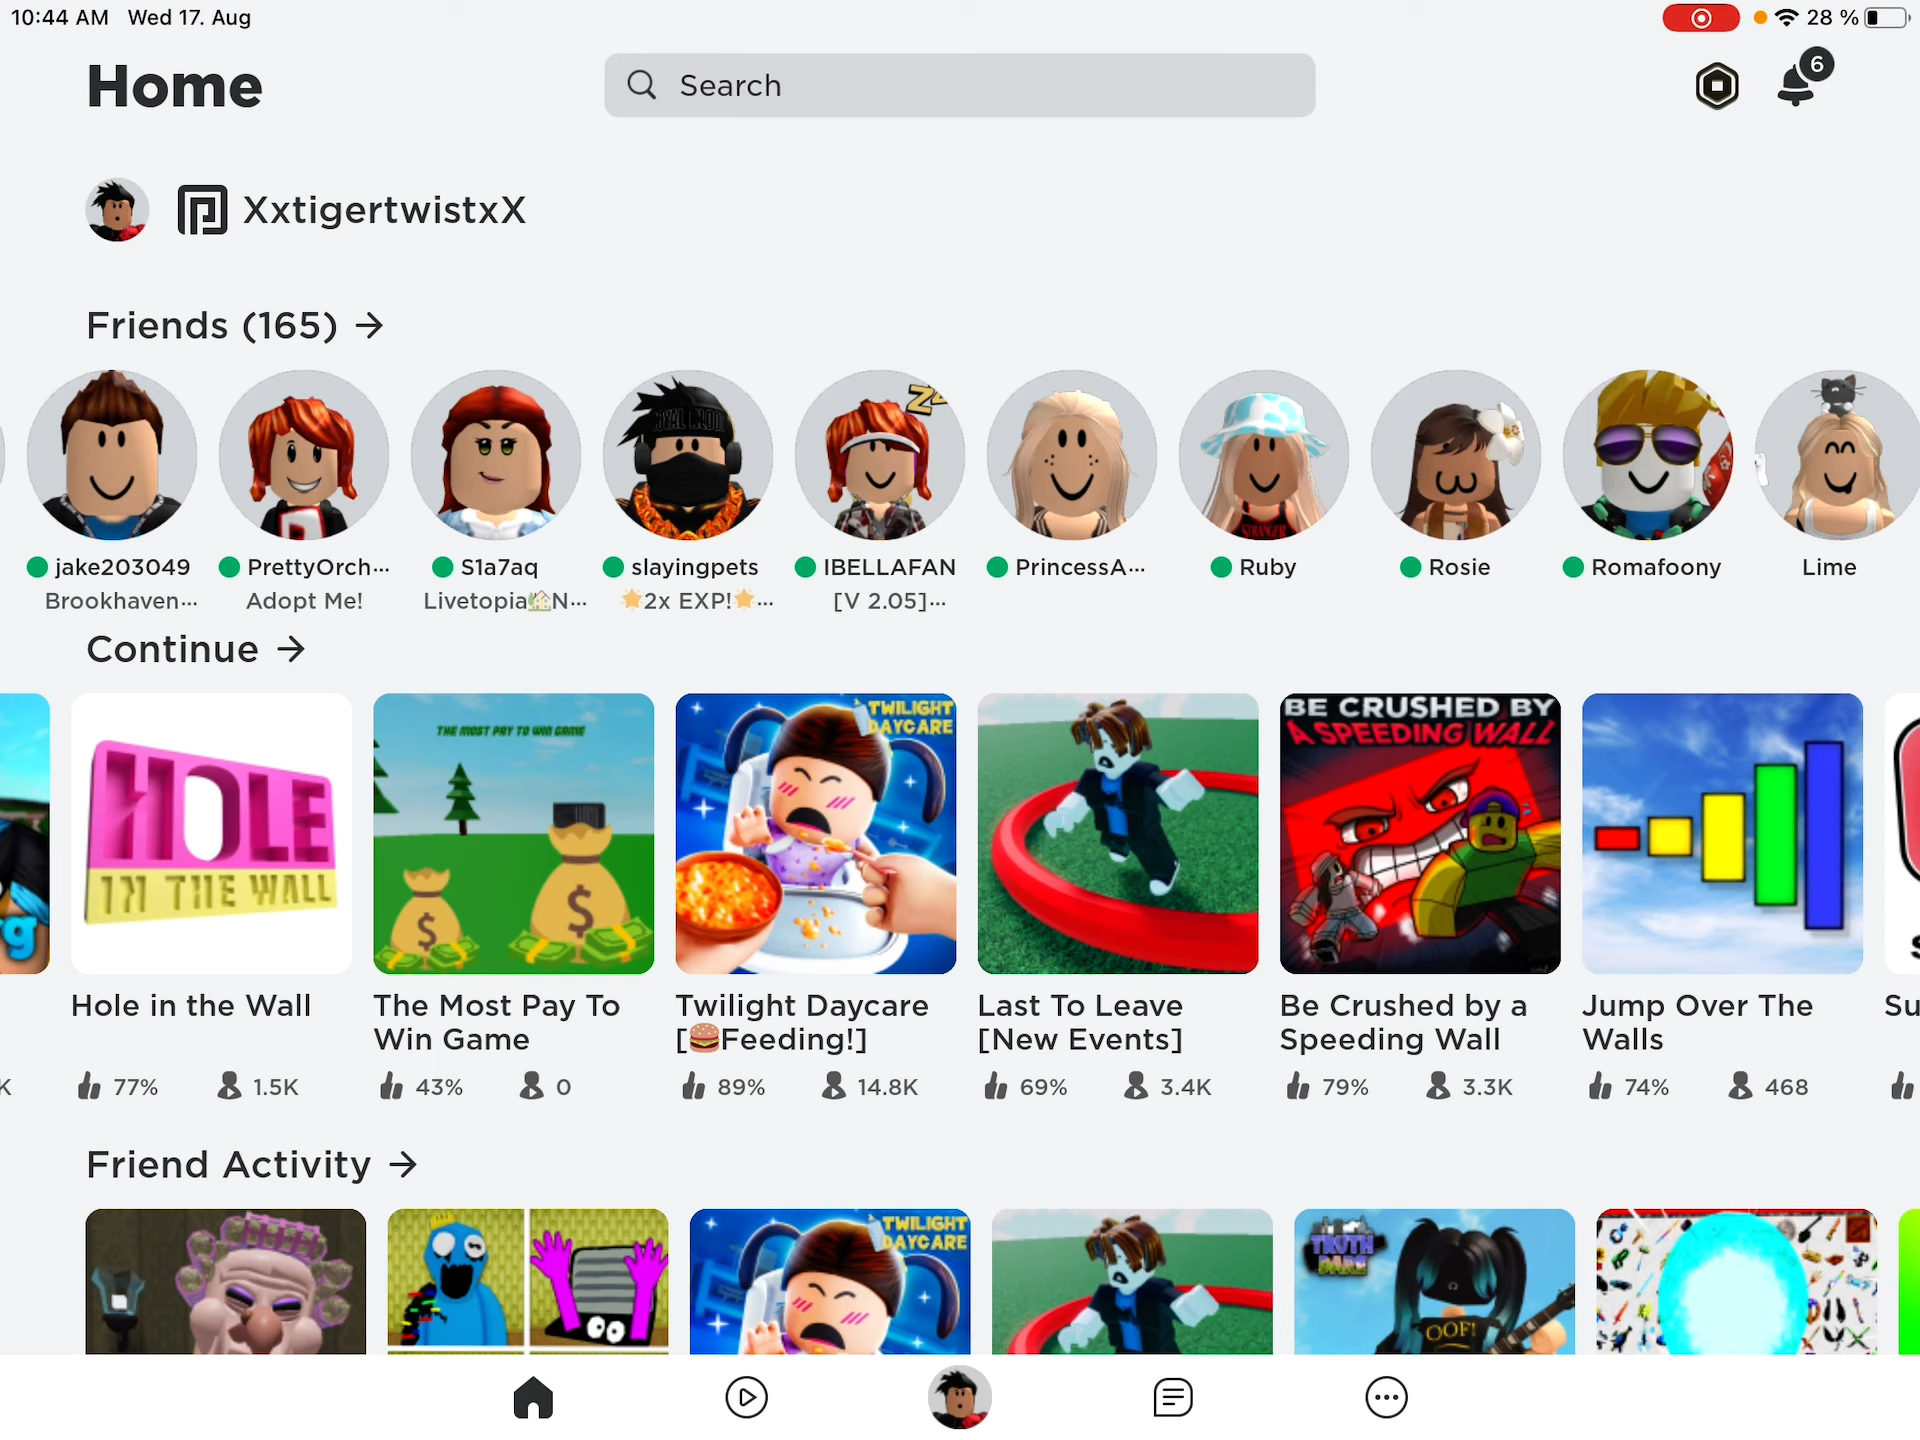 10:44 AM Wed 17. Aug
28 %
Home
Search
6
XxtigertwistxX
Friends (165) →
jake203049
PrettyOrch...
S1a7aq
slayingpets
IBELLAFAN
PrincessA...
Ruby
Rosie
Romafoony
Lime
Brookhaven...
Adopt Me!
Livetopia🏡N...
🌟2x EXP!🌟...
[V 2.05]...
Continue →
g
HOLE
IN THE WALL
THE MOST PAY TO WIN GAME
$
$
TWILIGHT
DAYCARE
BE CRUSHED BY
A SPEEDING WALL
Hole in the Wall
The Most Pay To
Win Game
Twilight Daycare
[🍔Feeding!]
Last To Leave
[New Events]
Be Crushed by a
Speeding Wall
Jump Over The
Walls
Su
K
77% 1.5K
43% 0
89% 14.8K
69% 3.4K
79% 3.3K
74% 468
Friend Activity →
TWILIGHT
DAYCARE
TRUTH
DARE
OOF!